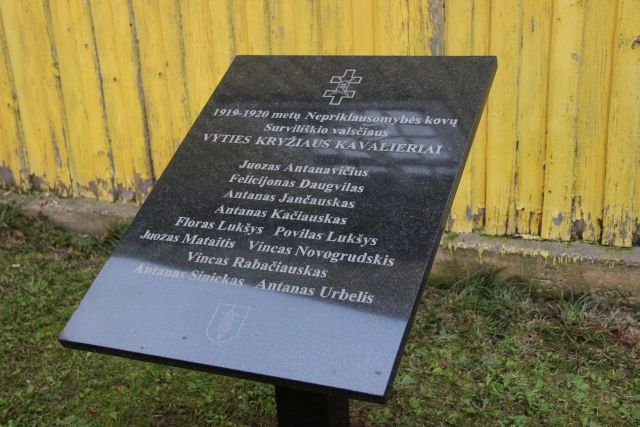 1919-1920 metų Nepriklausomybės kovų
Surviliškio valsčiaus
VYTIES KRYŽIAUS KAVALIERIAI
Juozas Antanavičius
Felicijonas Daugvilas
Antanas Jančauskas
Antanas Kačiauskas
Floras Lukšys Povilas Lukšys
Juozas Mataitis Vincas Novogrudskis
Vincas Rabačiauskas
Antanas Sinickas Antanas Urbelis